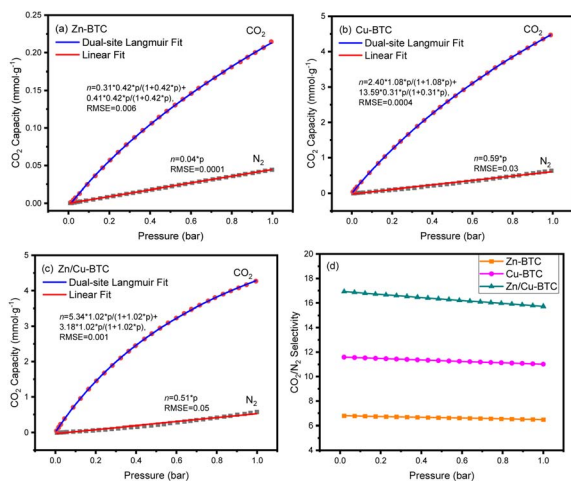 (a) Zn-BTC
CO2
Dual-site Langmuir Fit
Linear Fit
n=0.31*0.42*p/(1+0.42*p)+
0.41*0.42*p/(1+0.42*p)
RMSE=0.006
N2
n=0.04*p
RMSE=0.0001
CO2 Capacity (mmol·g-1)
0.25
0.20
0.15
0.10
0.05
0.00
0.0 0.2 0.4 0.6 0.8 1.0
Pressure (bar)
(b) Cu-BTC
CO2
Dual-site Langmuir Fit
Linear Fit
n=2.40*1.08*p/(1+1.08*p)+
13.59*0.31*p/(1+0.31*p),
RMSE=0.0004
N2
n=0.59*p
RMSE=0.03
CO2 Capacity (mmol·g-1)
6
4
2
0
0.0 0.2 0.4 0.6 0.8 1.0
Pressure (bar)
(c) Zn/Cu-BTC
CO2
Dual-site Langmuir Fit
Linear Fit
n=5.34*1.02*p/(1+1.02*p)+
3.18*1.02*p/(1+1.02*p),
RMSE=0.001
n=0.51*p
RMSE=0.05
N2
CO2 Capacity (mmol·g-1)
6
4
2
0
0.0 0.2 0.4 0.6 0.8 1.0
Pressure (bar)
(d)
Zn-BTC
Cu-BTC
Zn/Cu-BTC
CO2/N2 Selectivity
20
18
16
14
12
10
8
6
4
0.0 0.2 0.4 0.6 0.8 1.0
Pressure (bar)